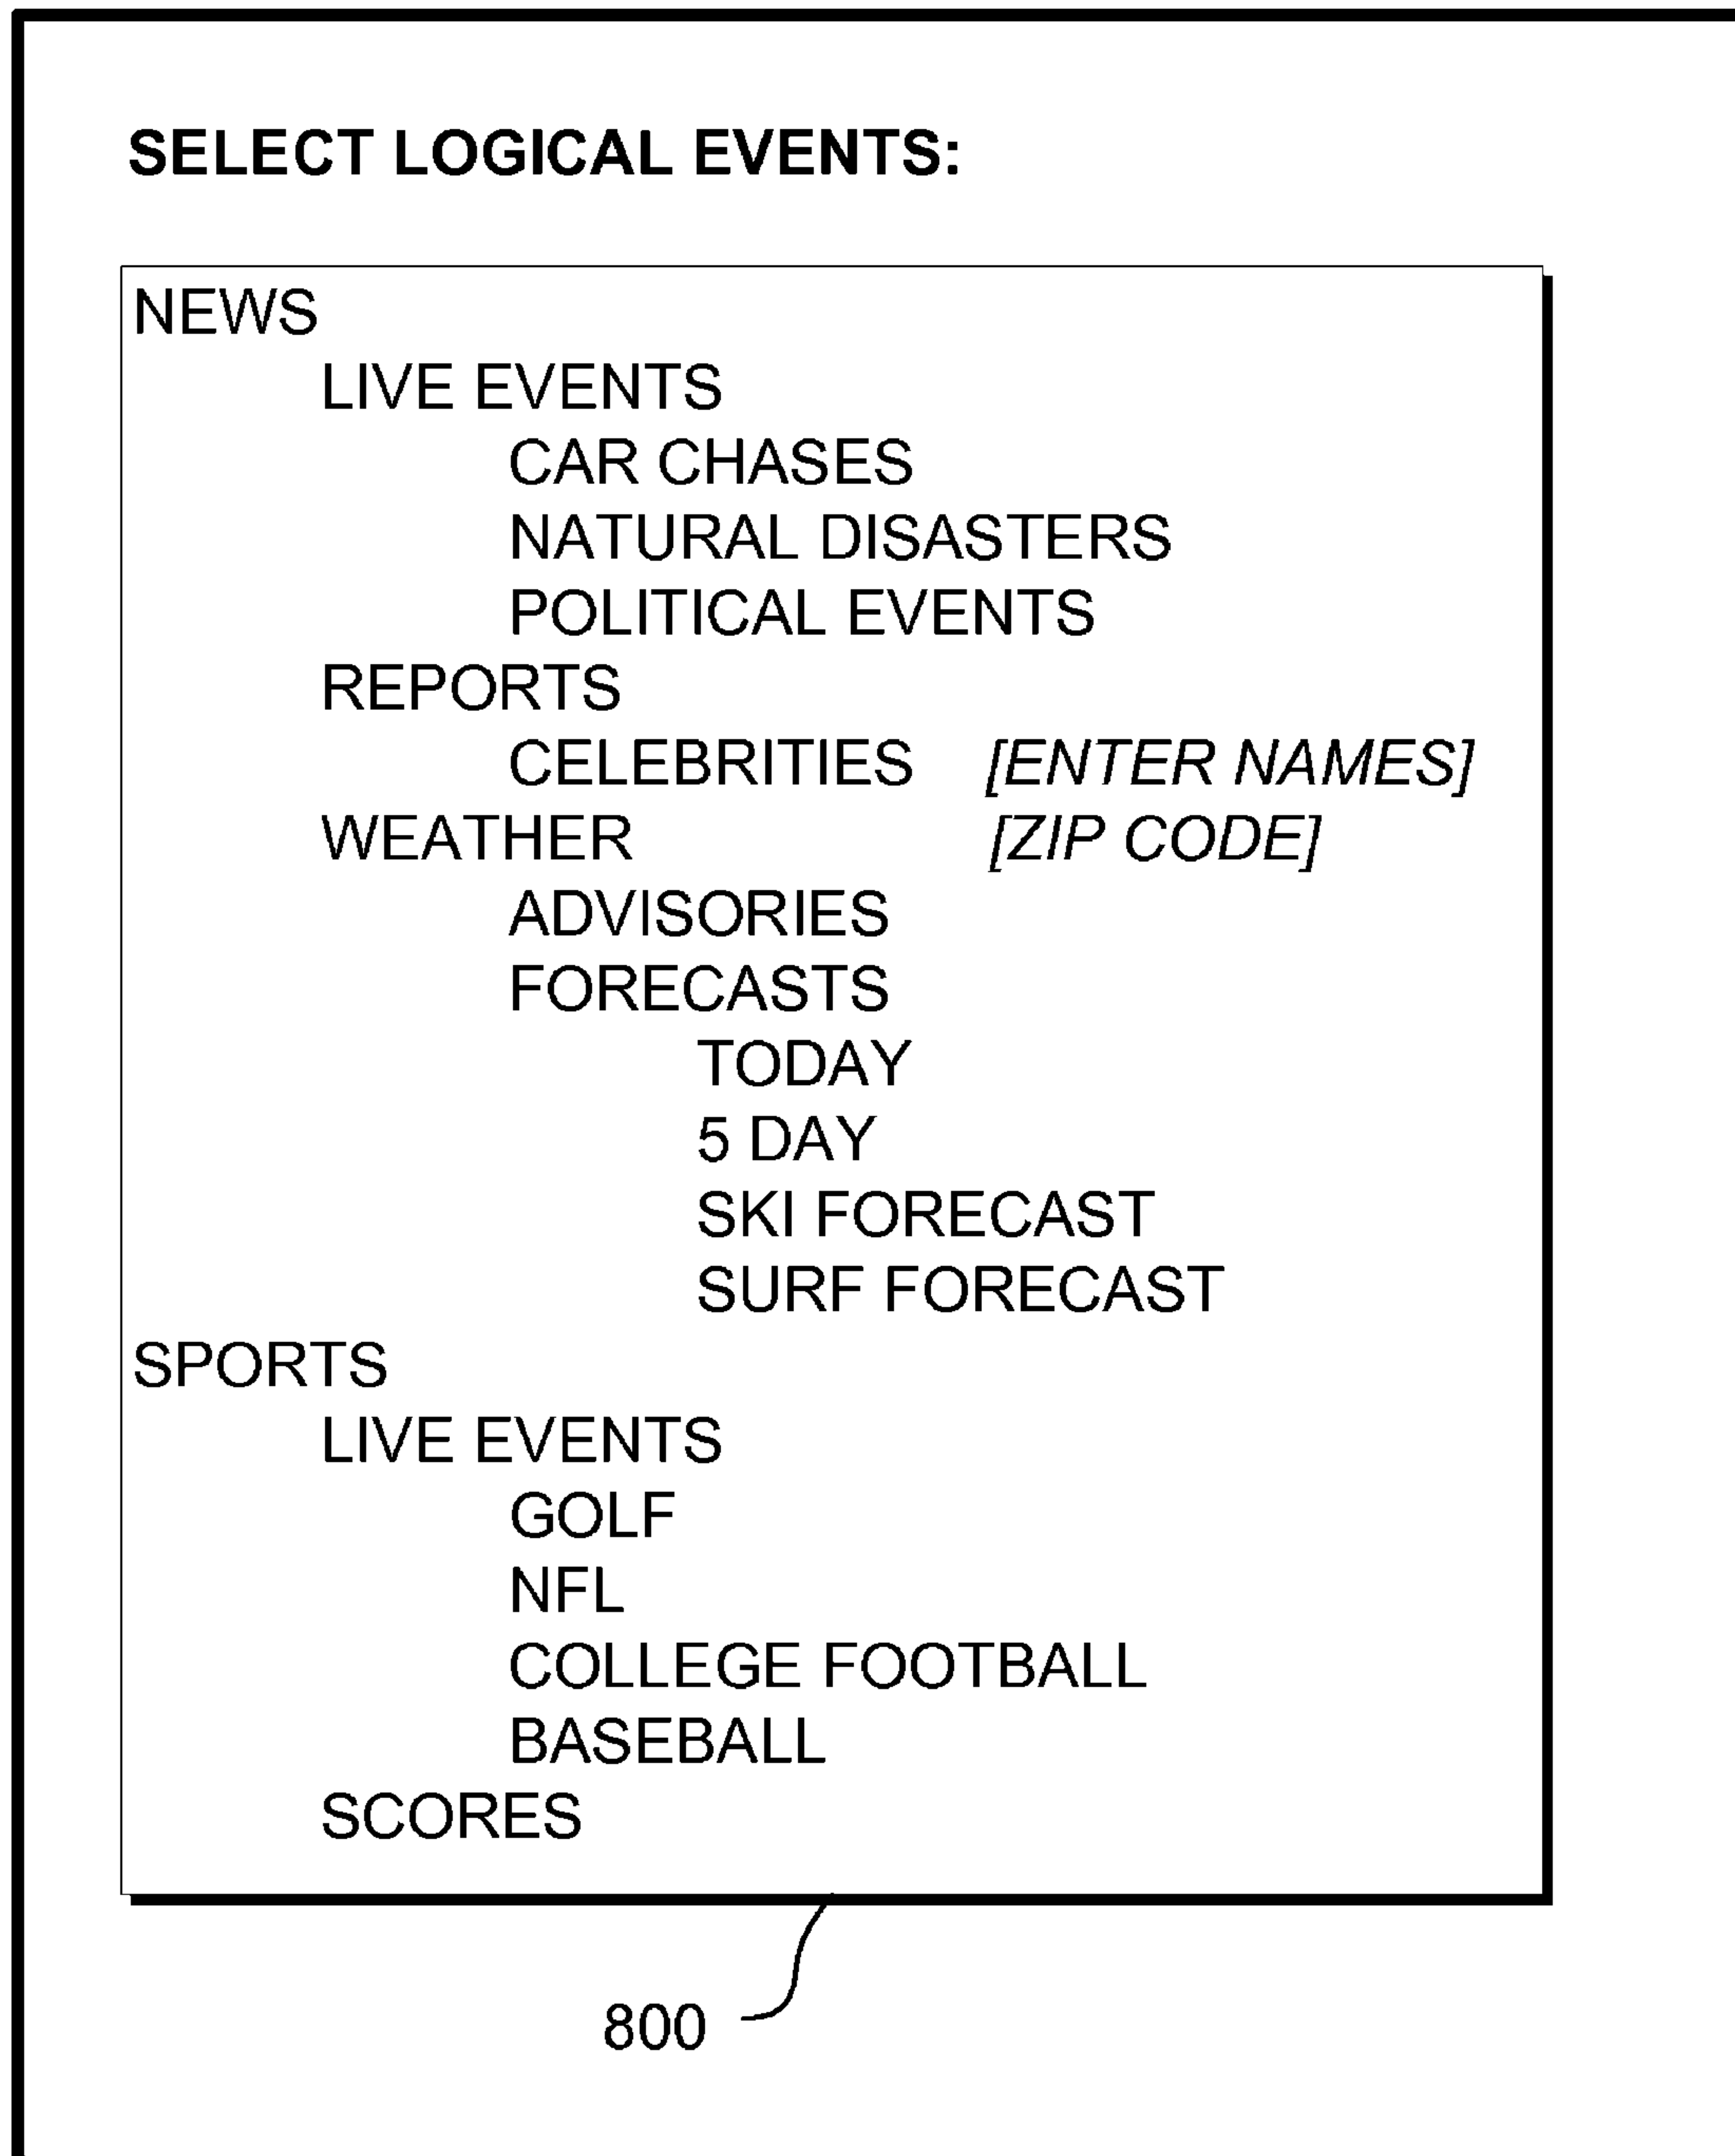 SELECT LOGICAL EVENTS:
NEWS
LIVE EVENTS
CAR CHASES
NATURAL DISASTERS
POLITICAL EVENTS
REPORTS
CELEBRITIES [ENTER NAMES]
WEATHER [ZIP CODE]
ADVISORIES
FORECASTS
TODAY
5 DAY
SKI FORECAST
SURF FORECAST
SPORTS
LIVE EVENTS
GOLF
NFL
COLLEGE FOOTBALL
BASEBALL
SCORES
800